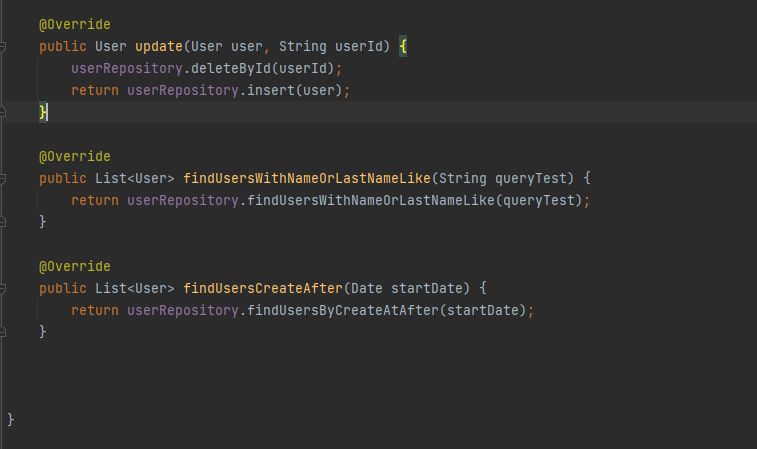 @Override
public User update(User user, String userId) {
userRepository.deleteById(userId);
return userRepository.insert(user);
}
@Override
public List<User> findUsersWithNameOrLastNameLike(String queryTest) {
return userRepository.findUsersWithNameOrLastNameLike(queryTest);
}
@Override
public List<User> findUsersCreateAfter(Date startDate) {
return userRepository.findUsersByCreateAtAfter(startDate);
}
}